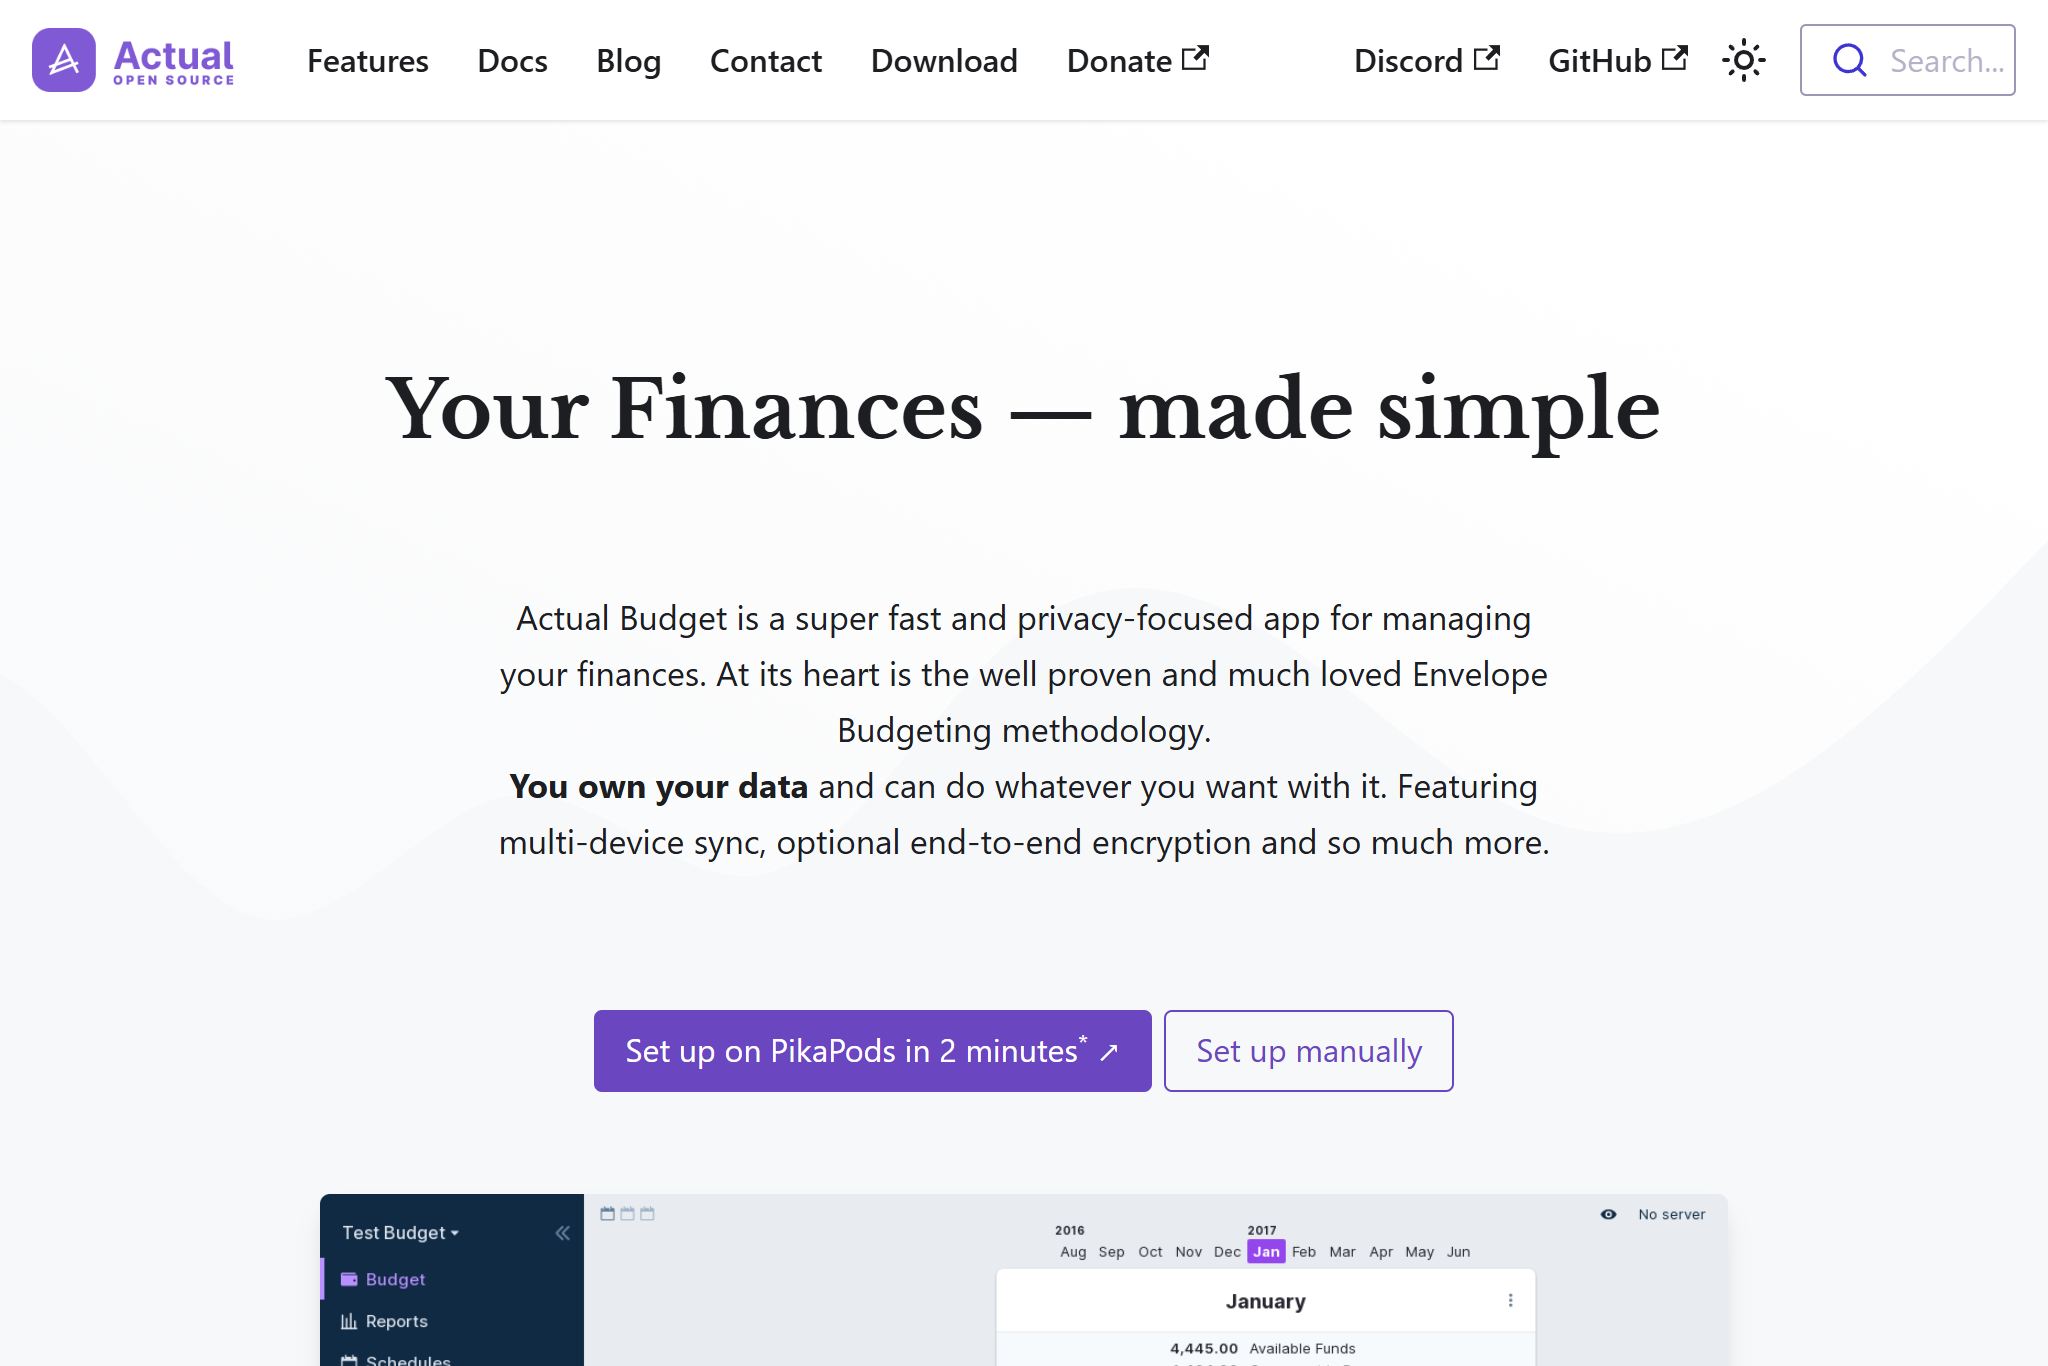 Actual
OPEN SOURCE
Features Docs Blog Contact Download Donate Discord GitHub Search...
Your Finances — made simple
Actual Budget is a super fast and privacy-focused app for managing
your finances. At its heart is the well proven and much loved Envelope
Budgeting methodology.
You own your data and can do whatever you want with it. Featuring
multi-device sync, optional end-to-end encryption and so much more.
Set up on PikaPods in 2 minutes* ↗
Set up manually
Test Budget
Budget
Reports
Schedules
No server
2016 2017
Aug Sep Oct Nov Dec Jan Feb Mar Apr May Jun
January
4,445.00 Available Funds